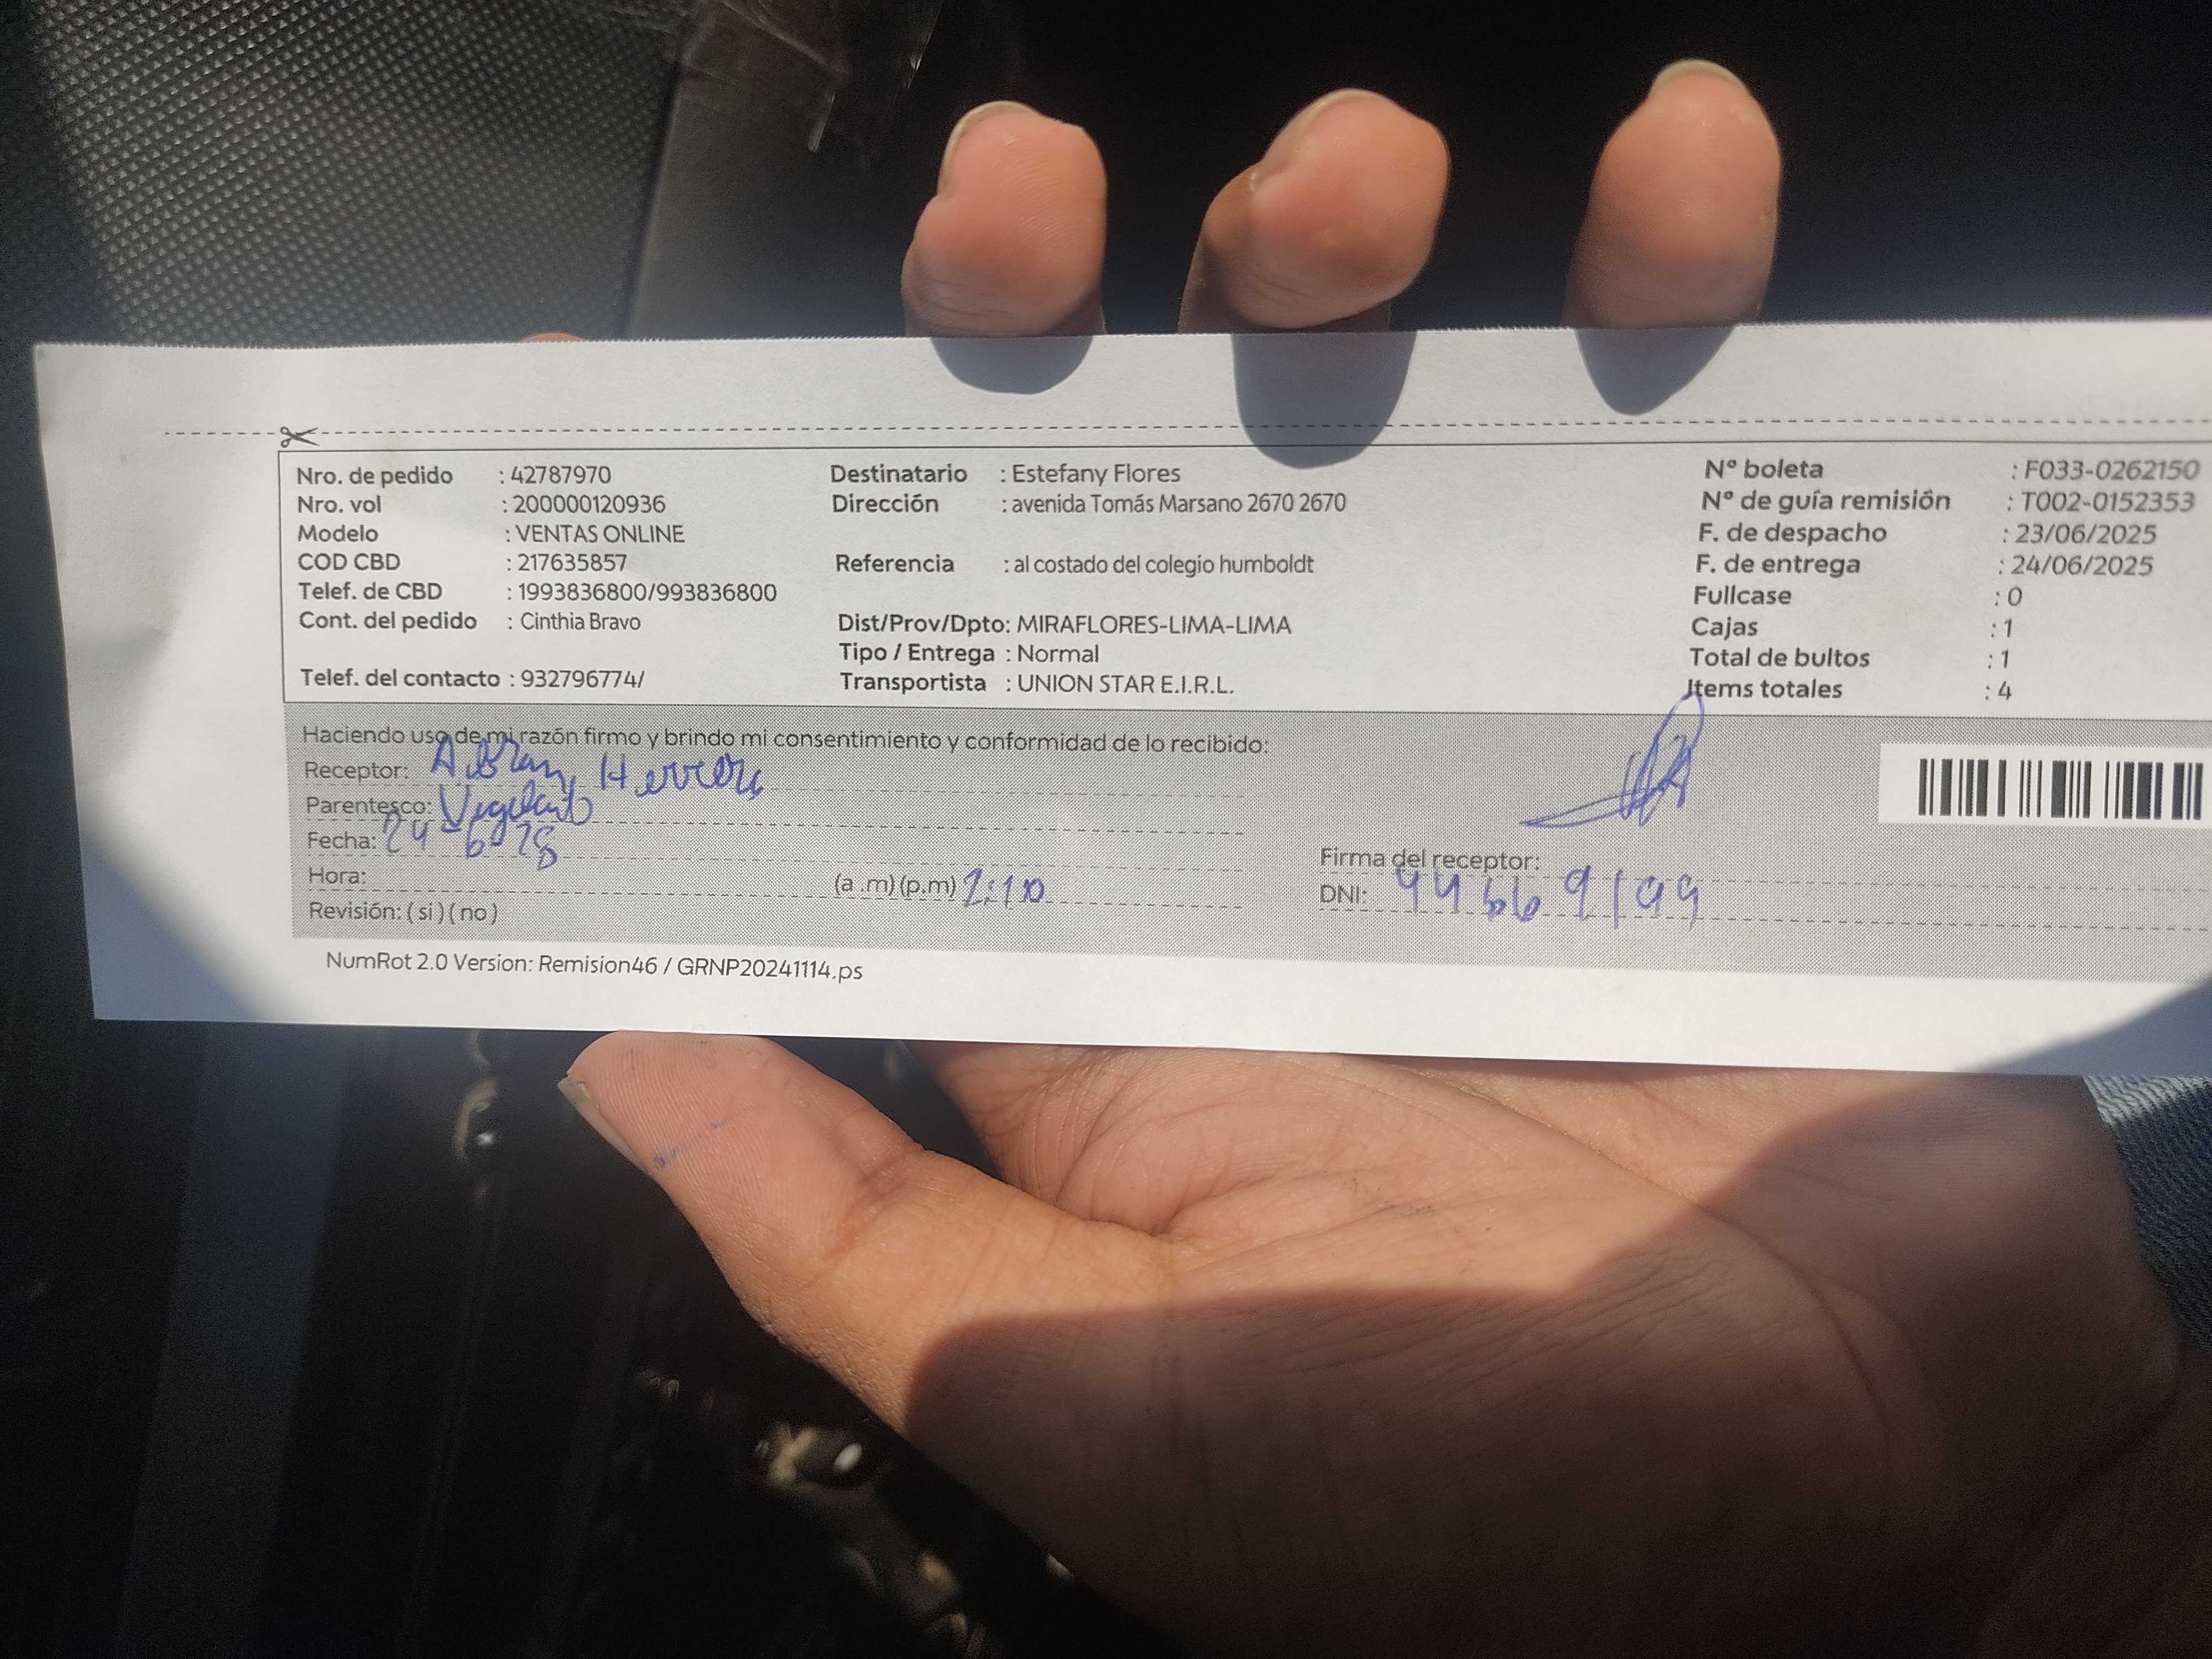 Nro. de pedido : 42787970
Nro. vol : 200000120936
Modelo : VENTAS ONLINE
COD CBD : 217635857
Telef. de CBD : 1993836800/993836800
Cont. del pedido : Cinthia Bravo
Telef. del contacto : 932796774/
Destinatario : Estefany Flores
Dirección : avenida Tomás Marsano 2670 2670
Referencia : al costado del colegio humboldt
Dist/Prov/Dpto: MIRAFLORES-LIMA-LIMA
Tipo / Entrega : Normal
Transportista : UNION STAR E.I.R.L.
Nº boleta : F033-0262150
Nº de guía remisión : T002-0152353
F. de despacho : 23/06/2025
F. de entrega : 24/06/2025
Fullcase : 0
Cajas : 1
Total de bultos : 1
Items totales : 4
Haciendo uso de mi razón firmo y brindo mi consentimiento y conformidad de lo recibido:
Receptor: Herrera
Parentesco:
Fecha: 24-6-
Hora: (a .m)(p.m)
Revisión: (si)(no)
Firma del receptor:
DNI:
NumRot 2.0 Version: Remision46 / GRNP20241114.ps